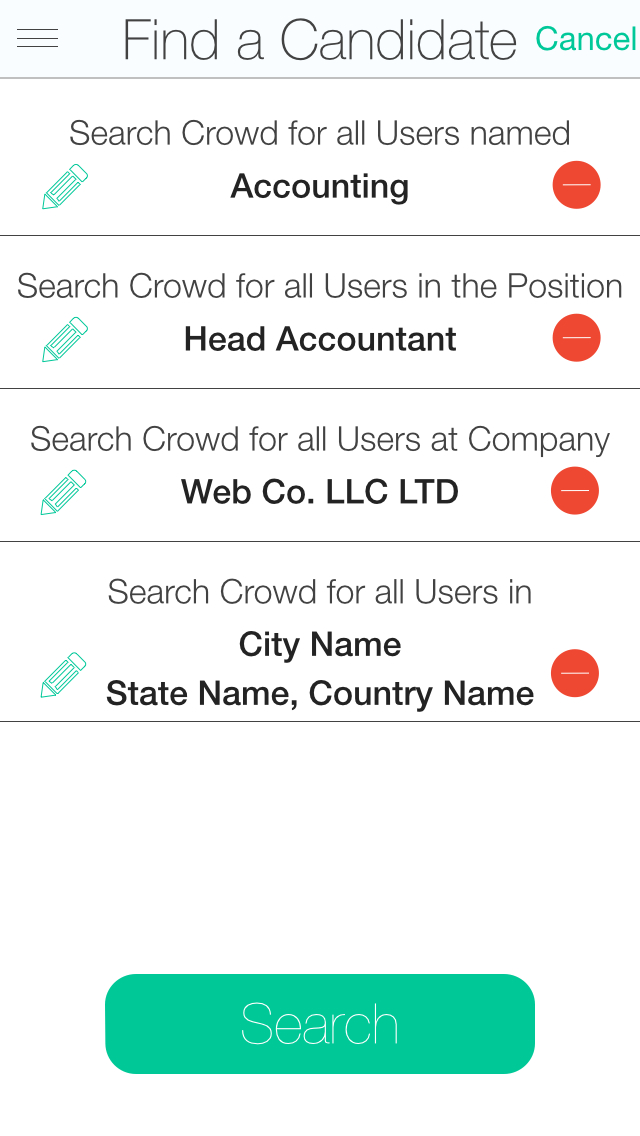 Find a Candidate Cancel
Search Crowd for all Users named
Accounting
Search Crowd for all Users in the Position
Head Accountant
Search Crowd for all Users at Company
Web Co. LLC LTD
Search Crowd for all Users in
City Name
State Name, Country Name
Search